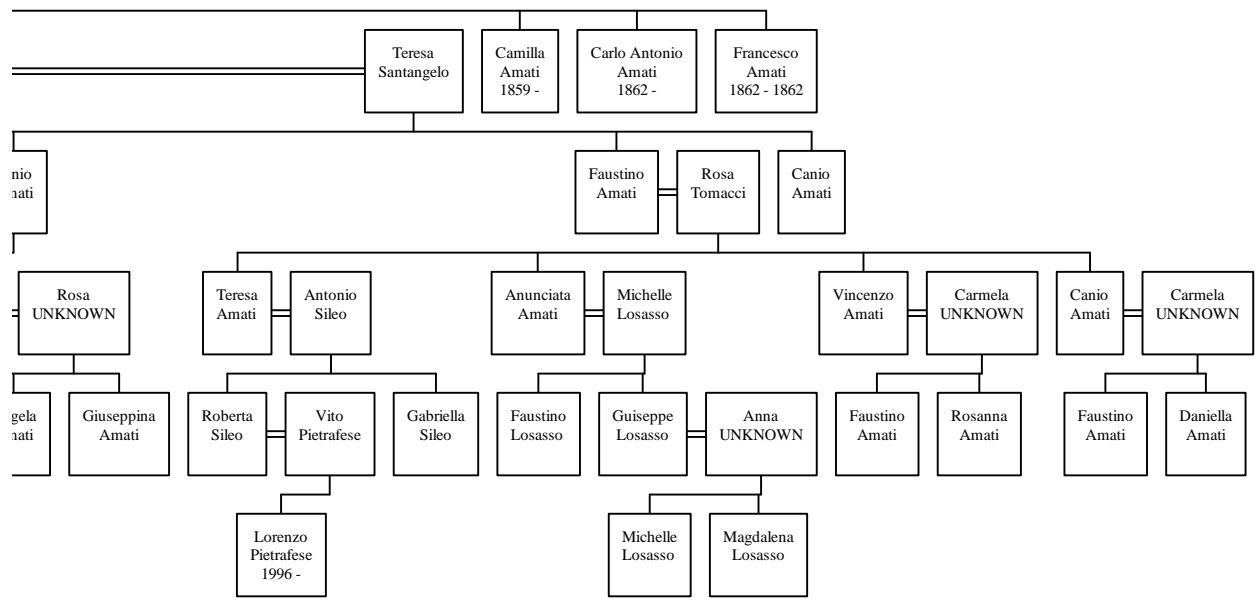 Teresa
Santangelo
Camilla
Amati
1859 -
Carlo Antonio
Amati
1862 -
Francesco
Amati
1862 - 1862
Faustino
Amati
Rosa
Tomacci
Canio
Amati
Rosa
UNKNOWN
Teresa
Amati
Antonio
Sileo
Anunciata
Amati
Michelle
Losasso
Vincenzo
Amati
Carmela
UNKNOWN
Canio
Amati
Carmela
UNKNOWN
Giuseppina
Amati
Roberta
Sileo
Vito
Pietrafese
Gabriella
Sileo
Faustino
Losasso
Guiseppe
Losasso
Anna
UNKNOWN
Faustino
Amati
Rosanna
Amati
Faustino
Amati
Daniella
Amati
Lorenzo
Pietrafese
1996 -
Michelle
Losasso
Magdalena
Losasso